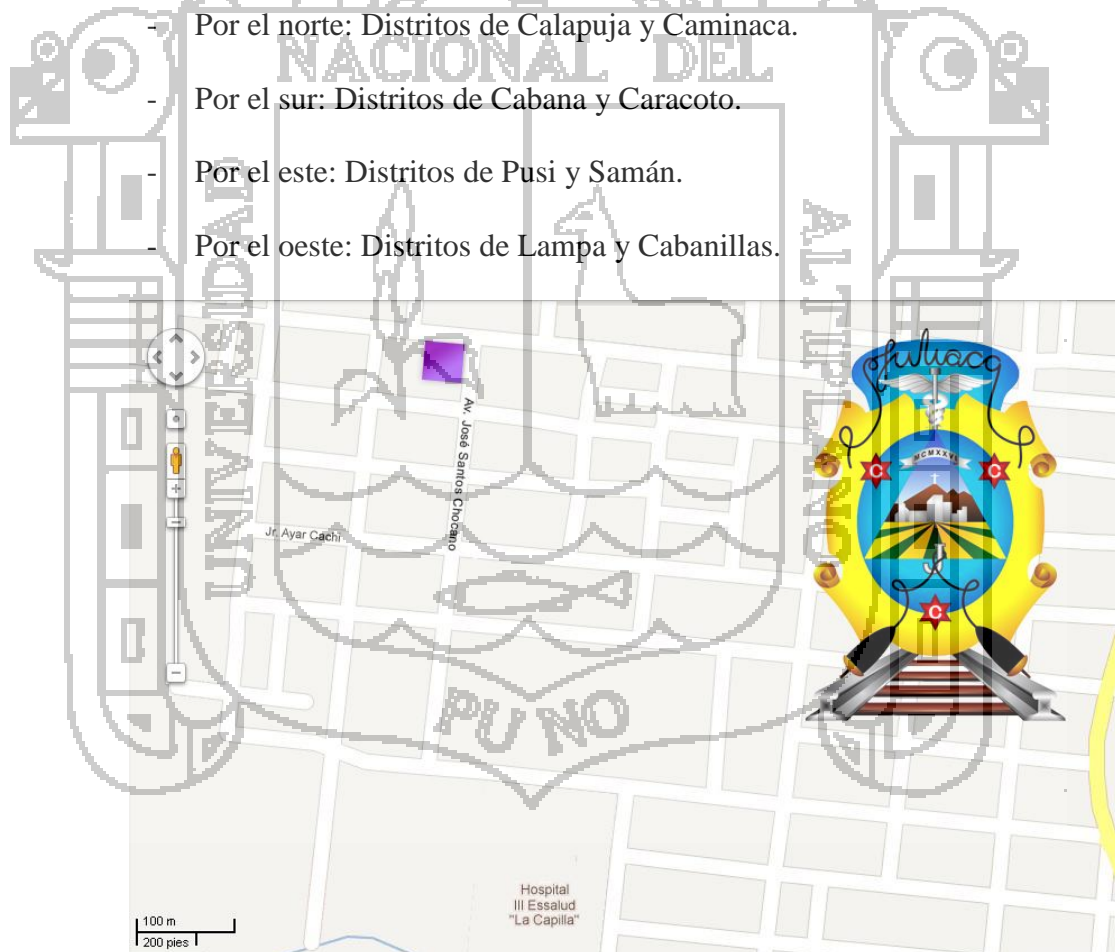 NACIONAL DEL
- Por el norte: Distritos de Calapuja y Caminaca.
- Por el sur: Distritos de Cabana y Caracoto.
- Por el este: Distritos de Pusi y Samán.
- Por el oeste: Distritos de Lampa y Cabanillas.
UNIVERSIDAD
Juliaca
MCMXXVI
C C
C
J
Av. José Santos Chocano
Jr. Ayar Cachi
PUNO
Hospital
III Essalud
"La Capilla"
100 m
200 pies